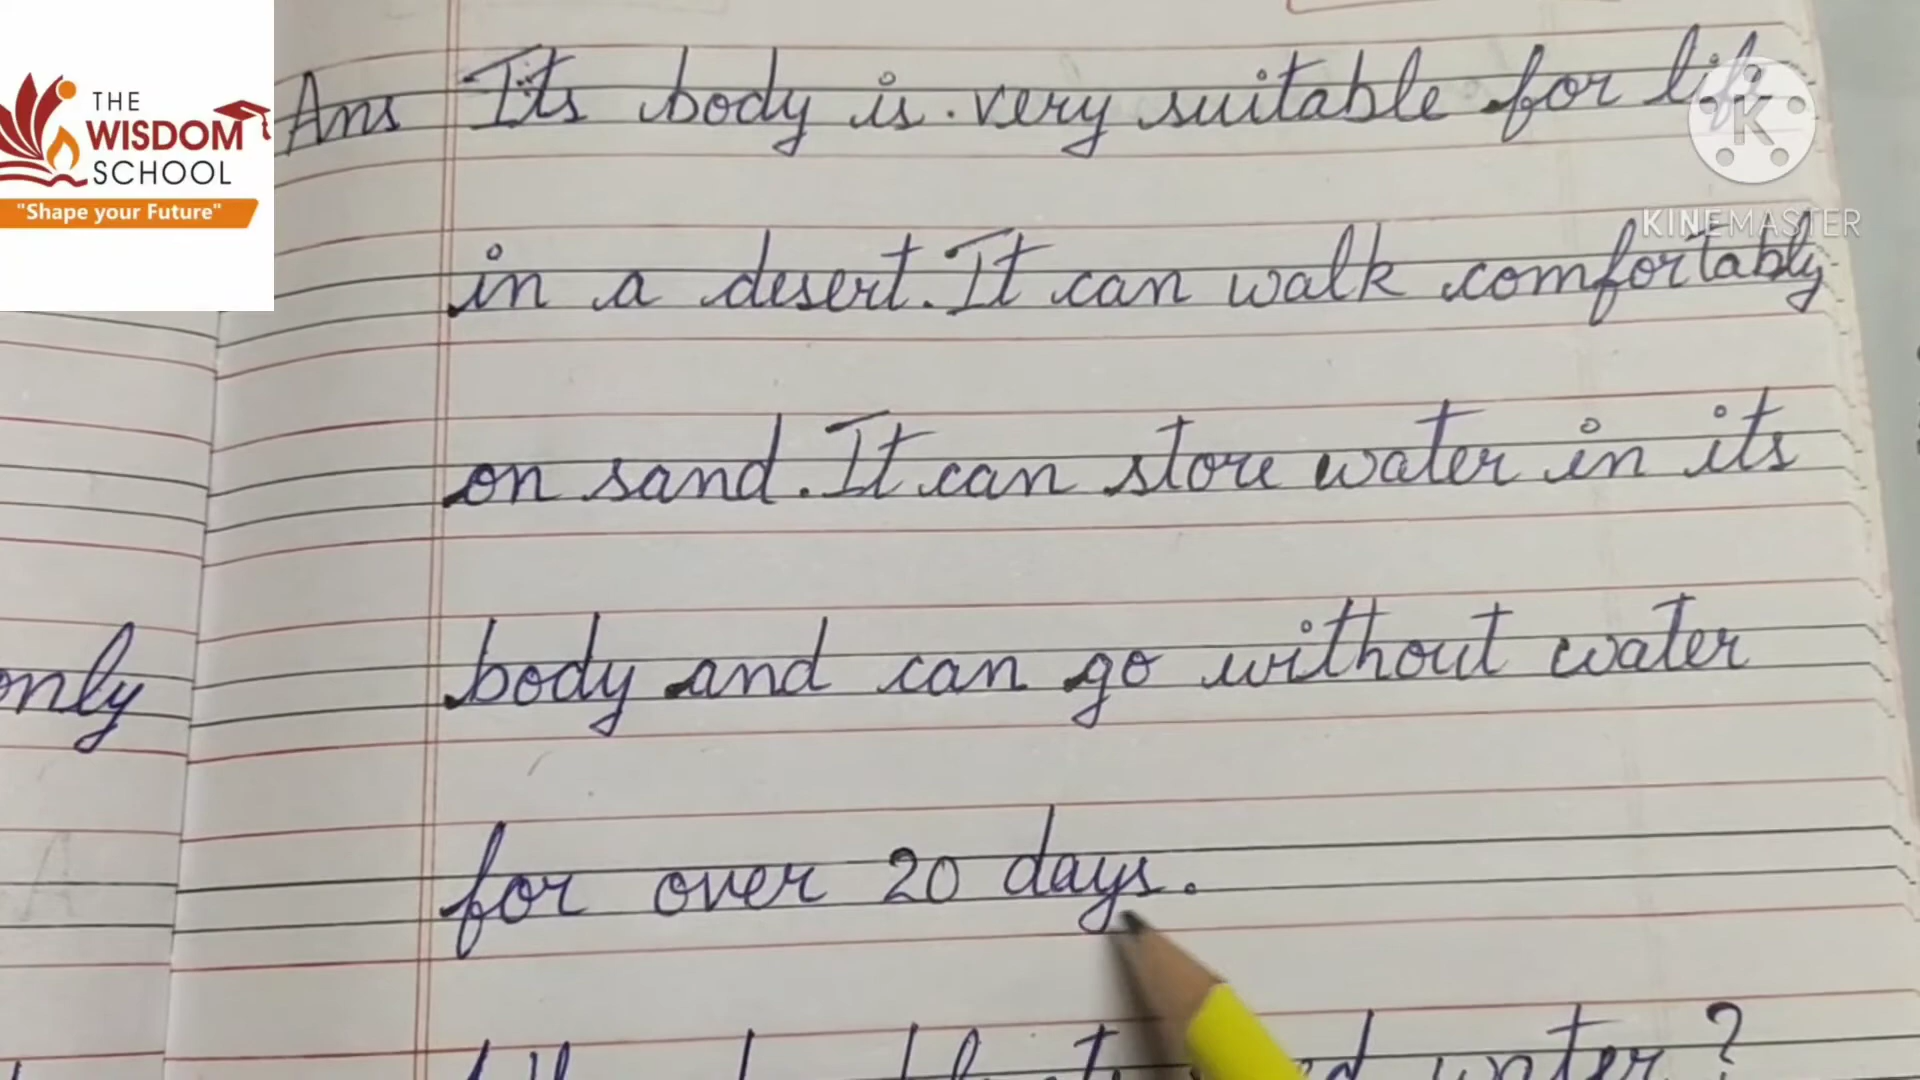 THE
WISDOM
SCHOOL
"Shape your Future"
KINEMASTER
Ans Its body is very suitable for life
in a desert. It can walk comfortably
on sand. It can store water in its
body and can go without water
only
for over 20 days.
water ?